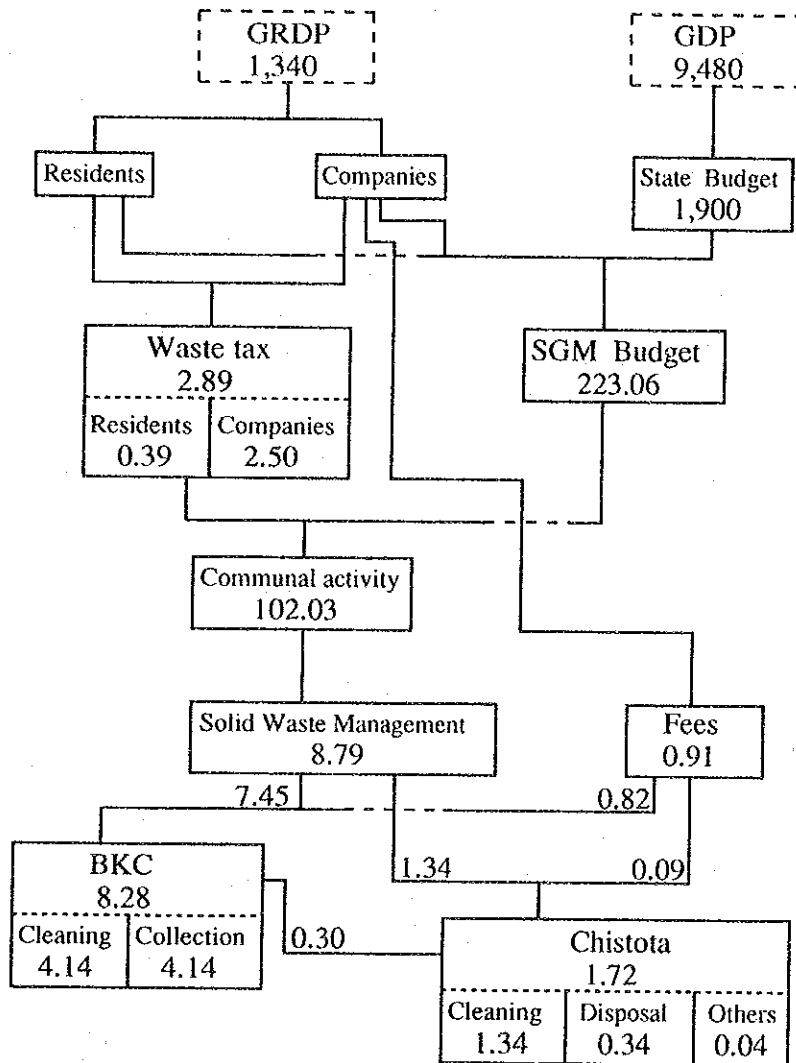 GRDP
1,340
GDP
9,480
Residents
Companies
State Budget
1,900
Waste tax
2.89
Residents
0.39
Companies
2.50
SGM Budget
223.06
Communal activity
102.03
Solid Waste Management
8.79
Fees
0.91
7.45
0.82
BKC
8.28
1.34
0.09
Cleaning
4.14
Collection
4.14
0.30
Chistota
1.72
Cleaning
1.34
Disposal
0.34
Others
0.04